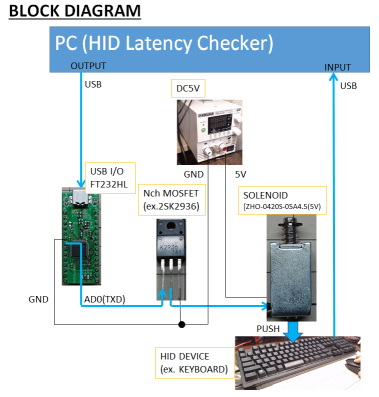 BLOCK DIAGRAM
PC (HID Latency Checker)
OUTPUT
INPUT
USB
USB
DC5V
GND
5V
USB I/O
FT232HL
Nch MOSFET
(ex.2SK2936)
SOLENOID
(ZHO-0420S-05A4.5(5V)
GND
AD0(TXD)
PUSH
HID DEVICE
(ex. KEYBOARD)